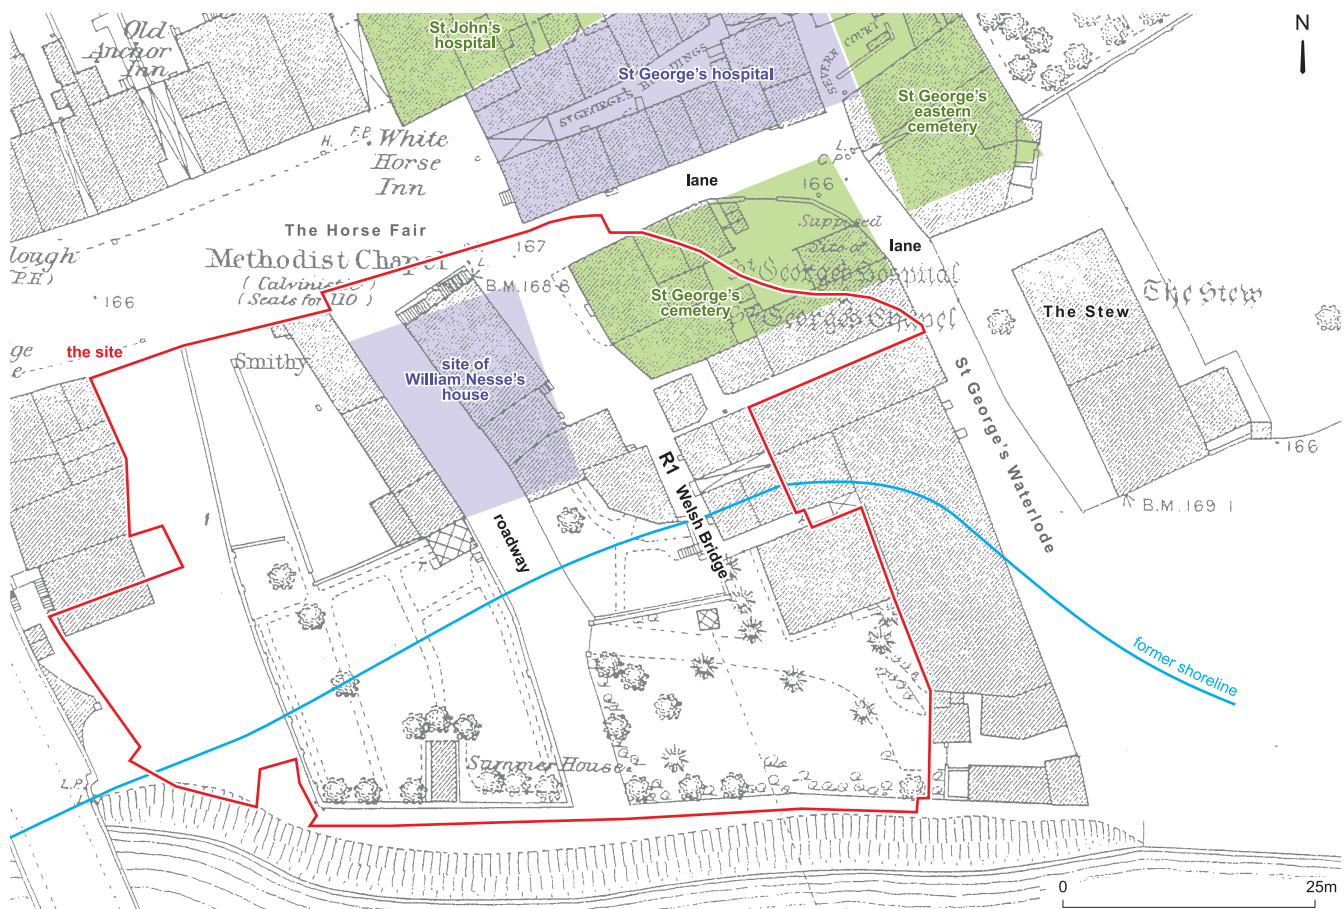 Old
Anchor
Inn
St John's
hospital
N
St George's hospital
ST GEORGE'S BUILDINGS
SEVERN COURT
St George's
eastern
cemetery
H.
F.P.
White
Horse
Inn
L.
C.P.
lane
166
The Horse Fair
Methodist Chapel
(Calvinistic)
(Seats for 110)
167
L.
B.M. 168·8
Supposed
Site of
St George's Hospital
St George's Chapel
lane
lough
P.H)
166
St George's
cemetery
The Stew
The Stew
ge
e
the site
Smithy
site of
William Nesse's
house
St George's Waterlode
R1 Welsh Bridge
roadway
166
B.M. 169·1
former shoreline
Summer House
L.P.
0
25m